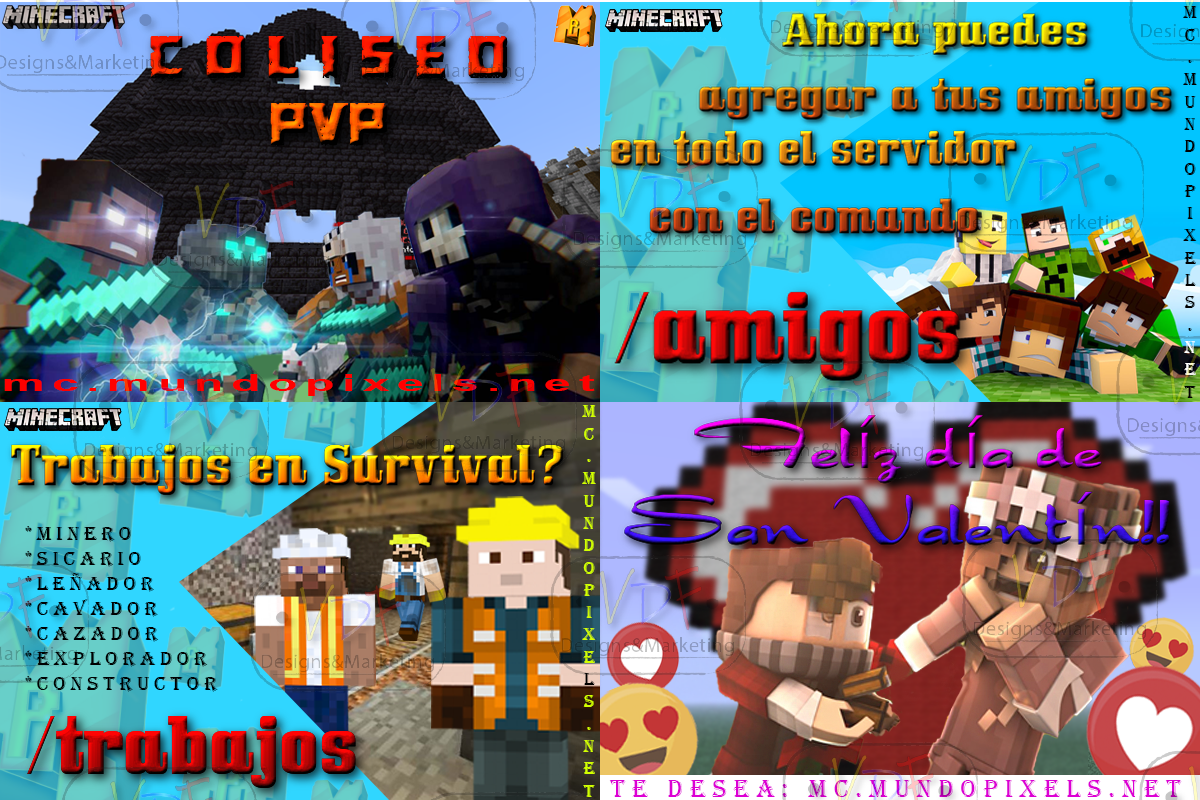 MINECRAFT
COLISEO
PVP
mc.mundopixels.net
MINECRAFT
Ahora puedes
agregar a tus amigos
en todo el servidor
con el comando
/amigos
MC.MUNDOPIXELS.NET
MINECRAFT
Trabajos en Survival?
*MINERO
*SICARIO
*LEÑADOR
*CAVADOR
*CAZADOR
*EXPLORADOR
*CONSTRUCTOR
/trabajos
MC.MUNDOPIXELS.NET
Felíz día de
San Valentín!!
TE DESEA: MC.MUNDOPIXELS.NET
VDF
Designs&Marketing